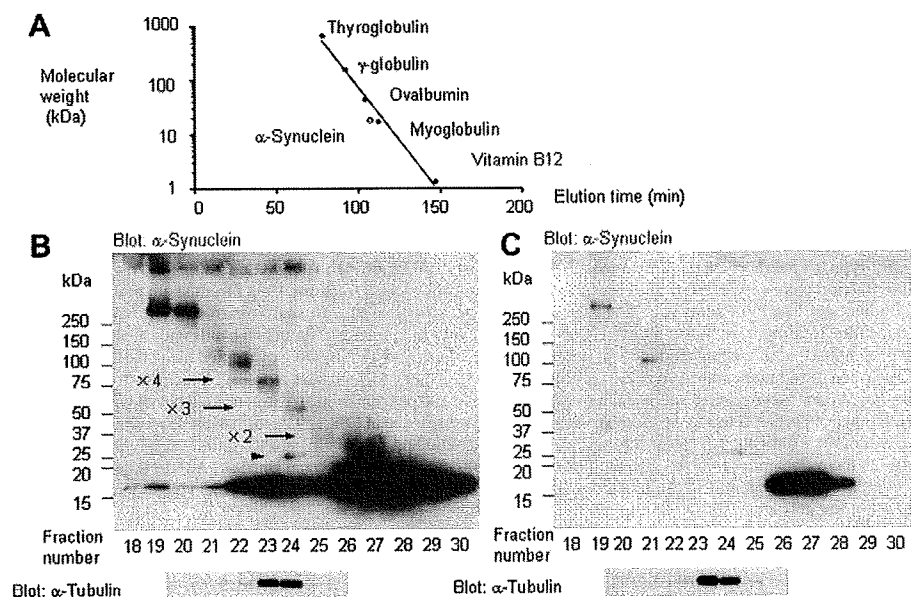 A
1000
Thyroglobulin
γ-globulin
Molecular weight (kDa)
100
Ovalbumin
α-Synuclein
Myoglobulin
10
Vitamin B12
1
0
50
100
150
200
Elution time (min)
B
Blot: α-Synuclein
kDa
250
150
100
75
×4
50
×3
37
×2
25
20
15
Fraction number
18 19 20 21 22 23 24 25 26 27 28 29 30
Blot: α-Tubulin
C
Blot: α-Synuclein
kDa
250
150
100
75
50
37
25
20
15
Fraction number
18 19 20 21 22 23 24 25 26 27 28 29 30
Blot: α-Tubulin